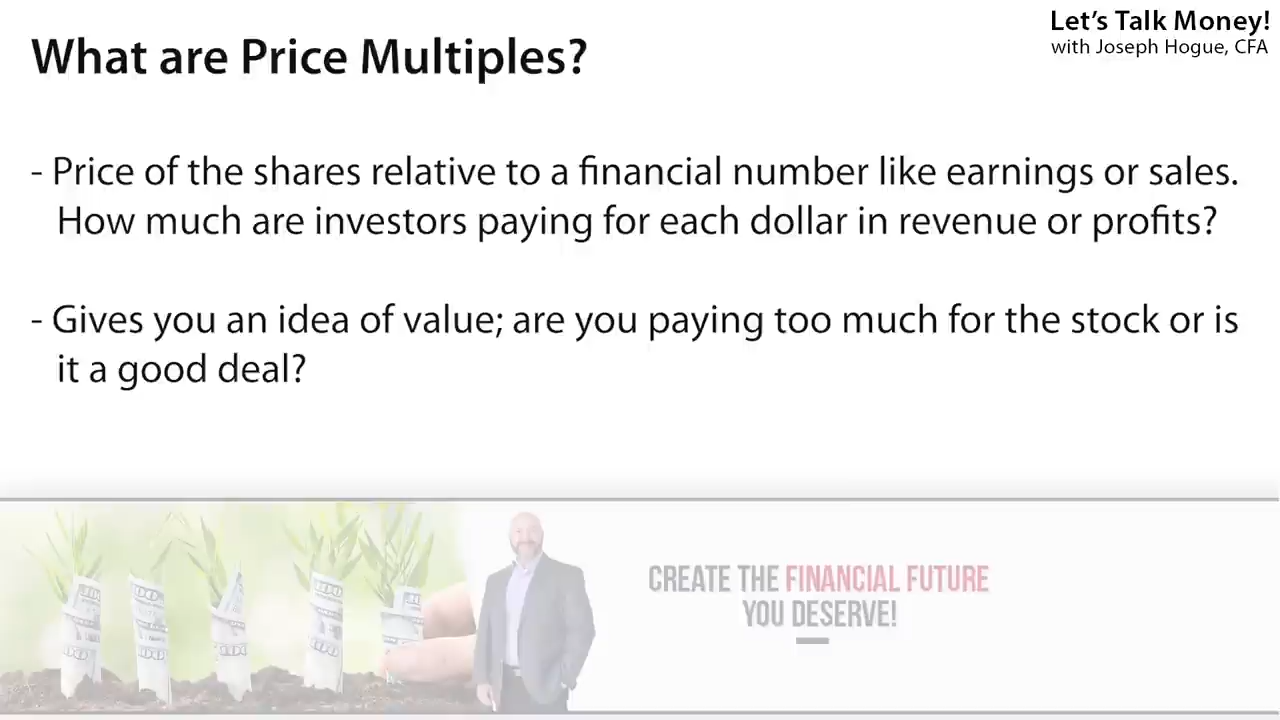 Let's Talk Money!
with Joseph Hogue, CFA
What are Price Multiples?
- Price of the shares relative to a financial number like earnings or sales.
How much are investors paying for each dollar in revenue or profits?
- Gives you an idea of value; are you paying too much for the stock or is
it a good deal?
CREATE THE FINANCIAL FUTURE
YOU DESERVE!